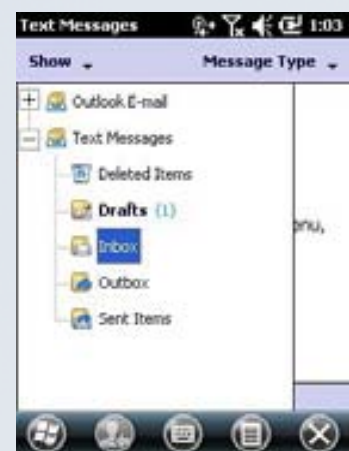 Text Messages 1:03
Show Message Type
Outlook E-mail
Text Messages
Deleted Items
Drafts (1)
Inbox
Outbox
Sent Items